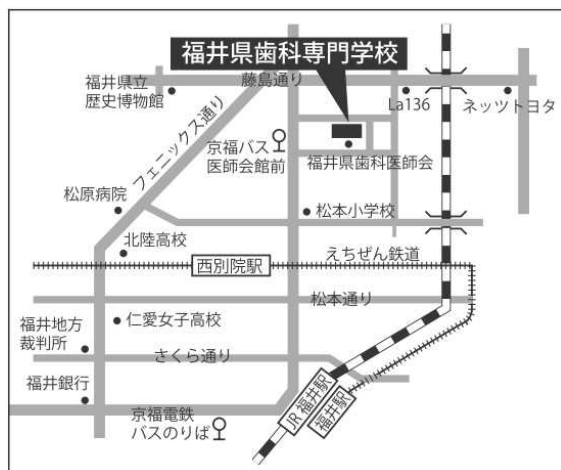 福井県歯科専門学校
藤島通り
福井県立
歴史博物館
La136
ネッツトヨタ
フェニックス通り
京福バス
医師会館前
福井県歯科医師会
松原病院
松本小学校
北陸高校
えちぜん鉄道
西別院駅
松本通り
仁愛女子高校
福井地方
裁判所
さくら通り
福井銀行
JR 福井駅
福井駅
京福電鉄
バスのりば